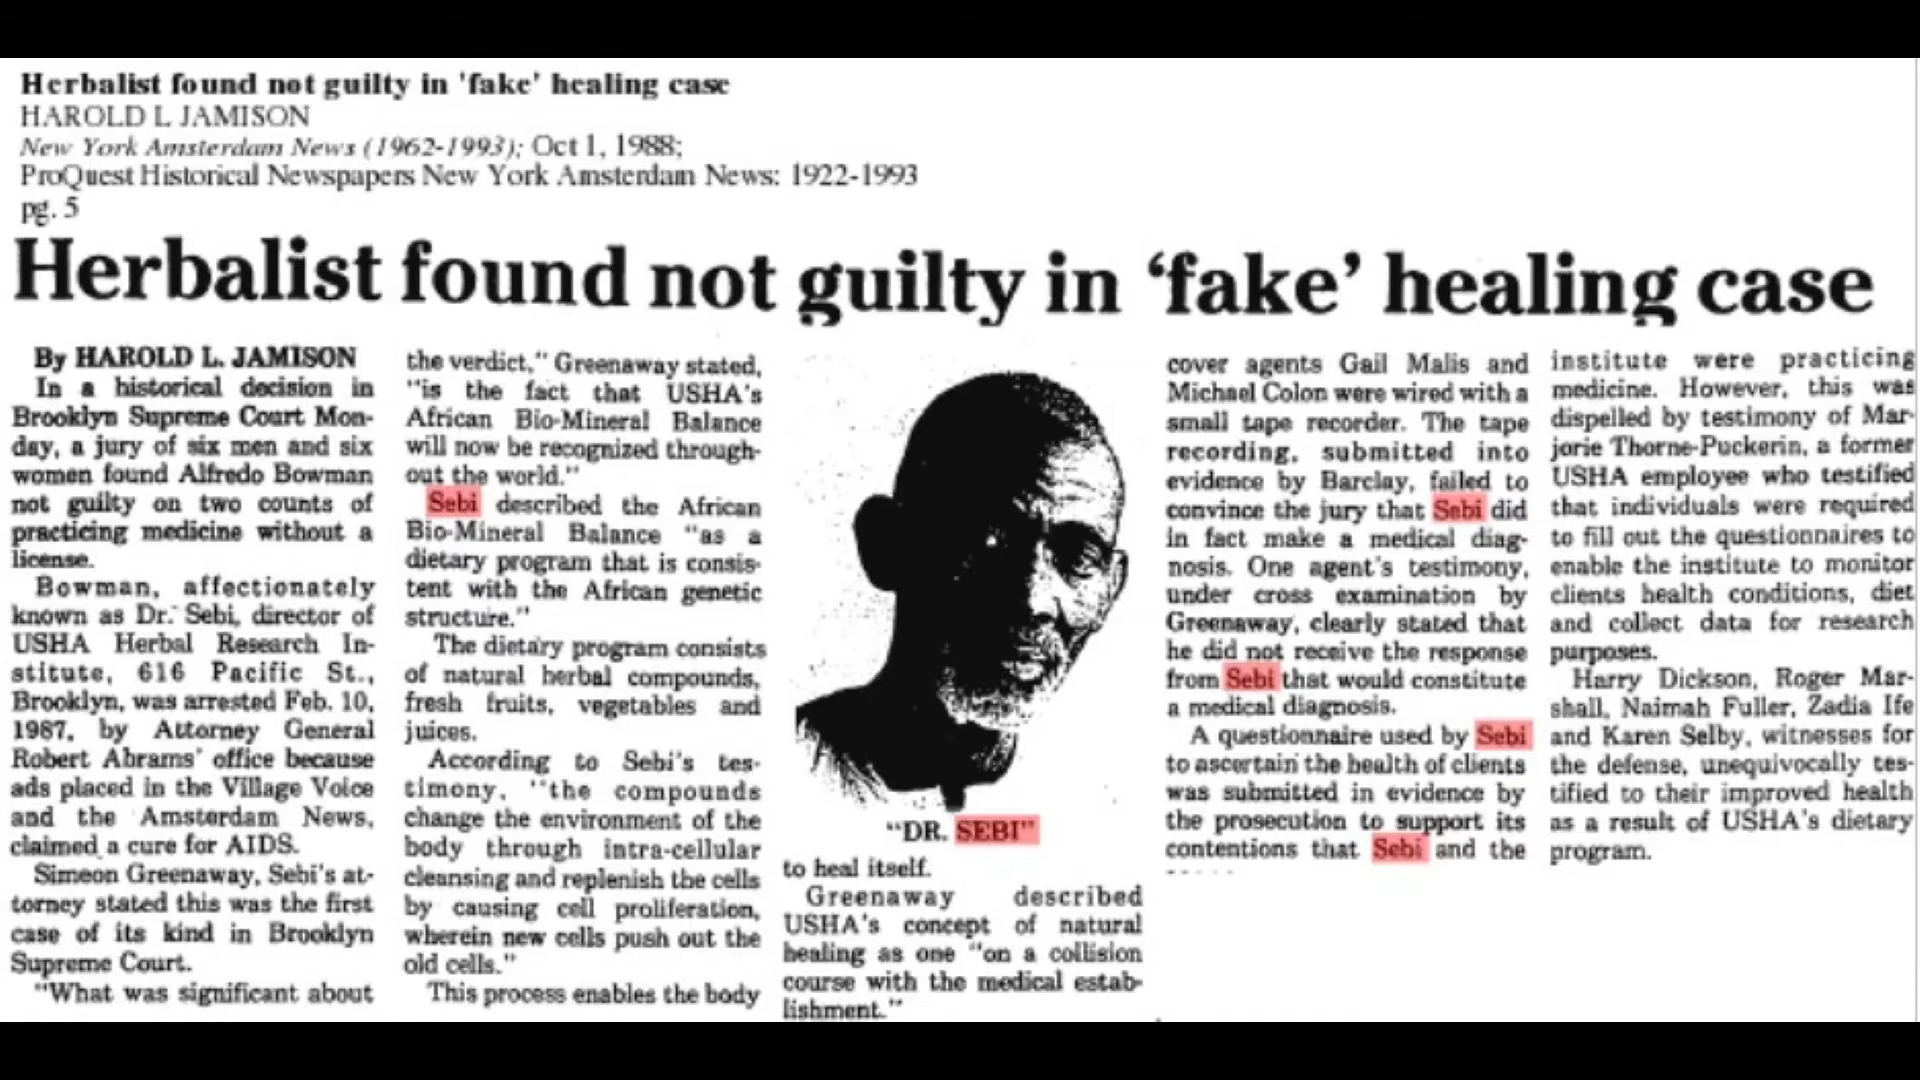 Herbalist found not guilty in 'fake' healing case
HAROLD L JAMISON
New York Amsterdam News (1962-1993); Oct 1, 1988;
ProQuest Historical Newspapers New York Amsterdam News: 1922-1993
pg. 5
Herbalist found not guilty in ‘fake’ healing case
By HAROLD L. JAMISON
In a historical decision in
Brooklyn Supreme Court Mon-
day, a jury of six men and six
women found Alfredo Bowman
not guilty on two counts of
practicing medicine without a
license.
Bowman, affectionately
known as Dr. Sebi, director of
USHA Herbal Research In-
stitute, 616 Pacific St.,
Brooklyn, was arrested Feb. 10,
1987, by Attorney General
Robert Abrams' office because
ads placed in the Village Voice
and the Amsterdam News,
claimed a cure for AIDS.
Simeon Greenaway, Sebi's at-
torney stated this was the first
case of its kind in Brooklyn
Supreme Court.
"What was significant about
the verdict," Greenaway stated,
"is the fact that USHA's
African Bio-Mineral Balance
will now be recognized through-
out the world."
Sebi described the African
Bio-Mineral Balance "as a
dietary program that is consis-
tent with the African genetic
structure."
The dietary program consists
of natural herbal compounds,
fresh fruits, vegetables and
juices.
According to Sebi's tes-
timony, "the compounds
change the environment of the
body through intra-cellular
cleansing and replenish the cells
by causing cell proliferation,
wherein new cells push out the
old cells."
This process enables the body
"DR. SEBI"
to heal itself.
Greenaway described
USHA's concept of natural
healing as one "on a collision
course with the medical estab-
lishment."
cover agents Gail Malis and
Michael Colon were wired with a
small tape recorder. The tape
recording, submitted into
evidence by Barclay, failed to
convince the jury that Sebi did
in fact make a medical diag-
nosis. One agent's testimony,
under cross examination by
Greenaway, clearly stated that
he did not receive the response
from Sebi that would constitute
a medical diagnosis.
A questionnaire used by Sebi
to ascertain the health of clients
was submitted in evidence by
the prosecution to support its
contentions that Sebi and the
institute were practicing
medicine. However, this was
dispelled by testimony of Mar-
jorie Thorne-Puckerin, a former
USHA employee who testified
that individuals were required
to fill out the questionnaires to
enable the institute to monitor
clients health conditions, diet
and collect data for research
purposes.
Harry Dickson, Roger Mar-
shall, Naimah Fuller, Zadia Ife
and Karen Selby, witnesses for
the defense, unequivocally tes-
tified to their improved health
as a result of USHA's dietary
program.